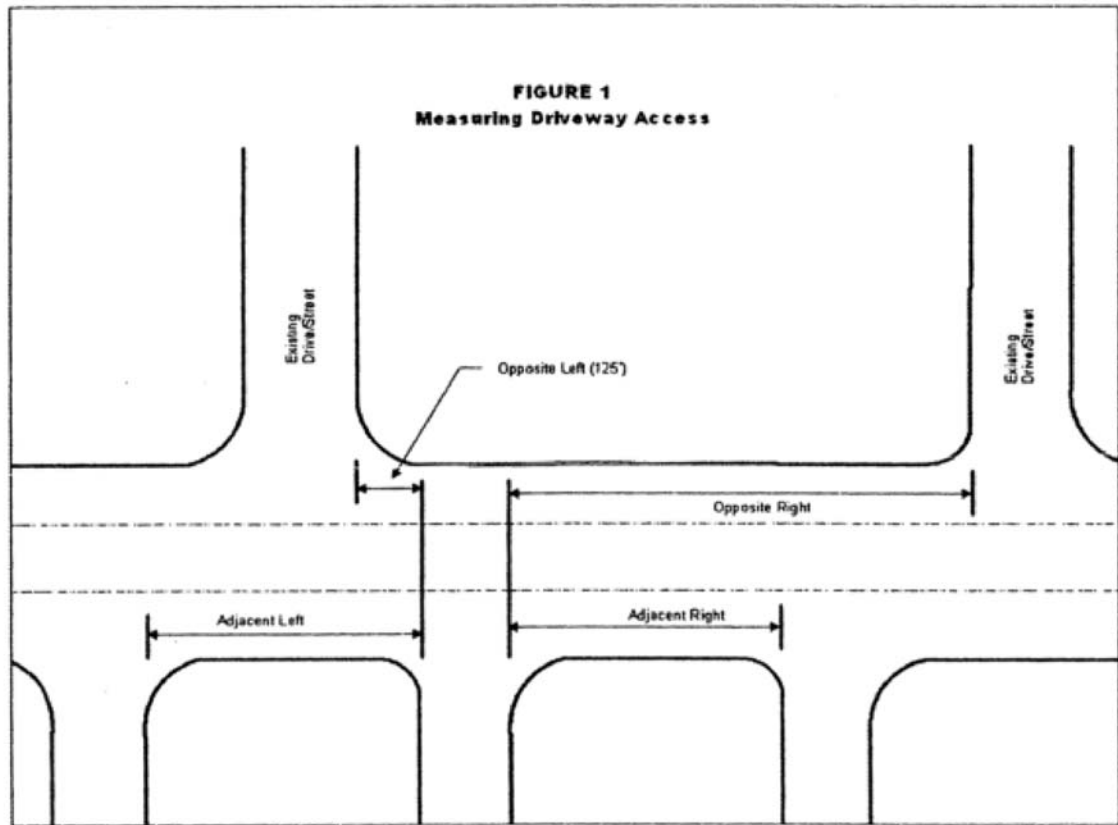 FIGURE 1
Measuring Driveway Access
Existing
Drive/Street
Existing
Drive/Street
Opposite Left (125')
Opposite Right
Adjacent Left
Adjacent Right